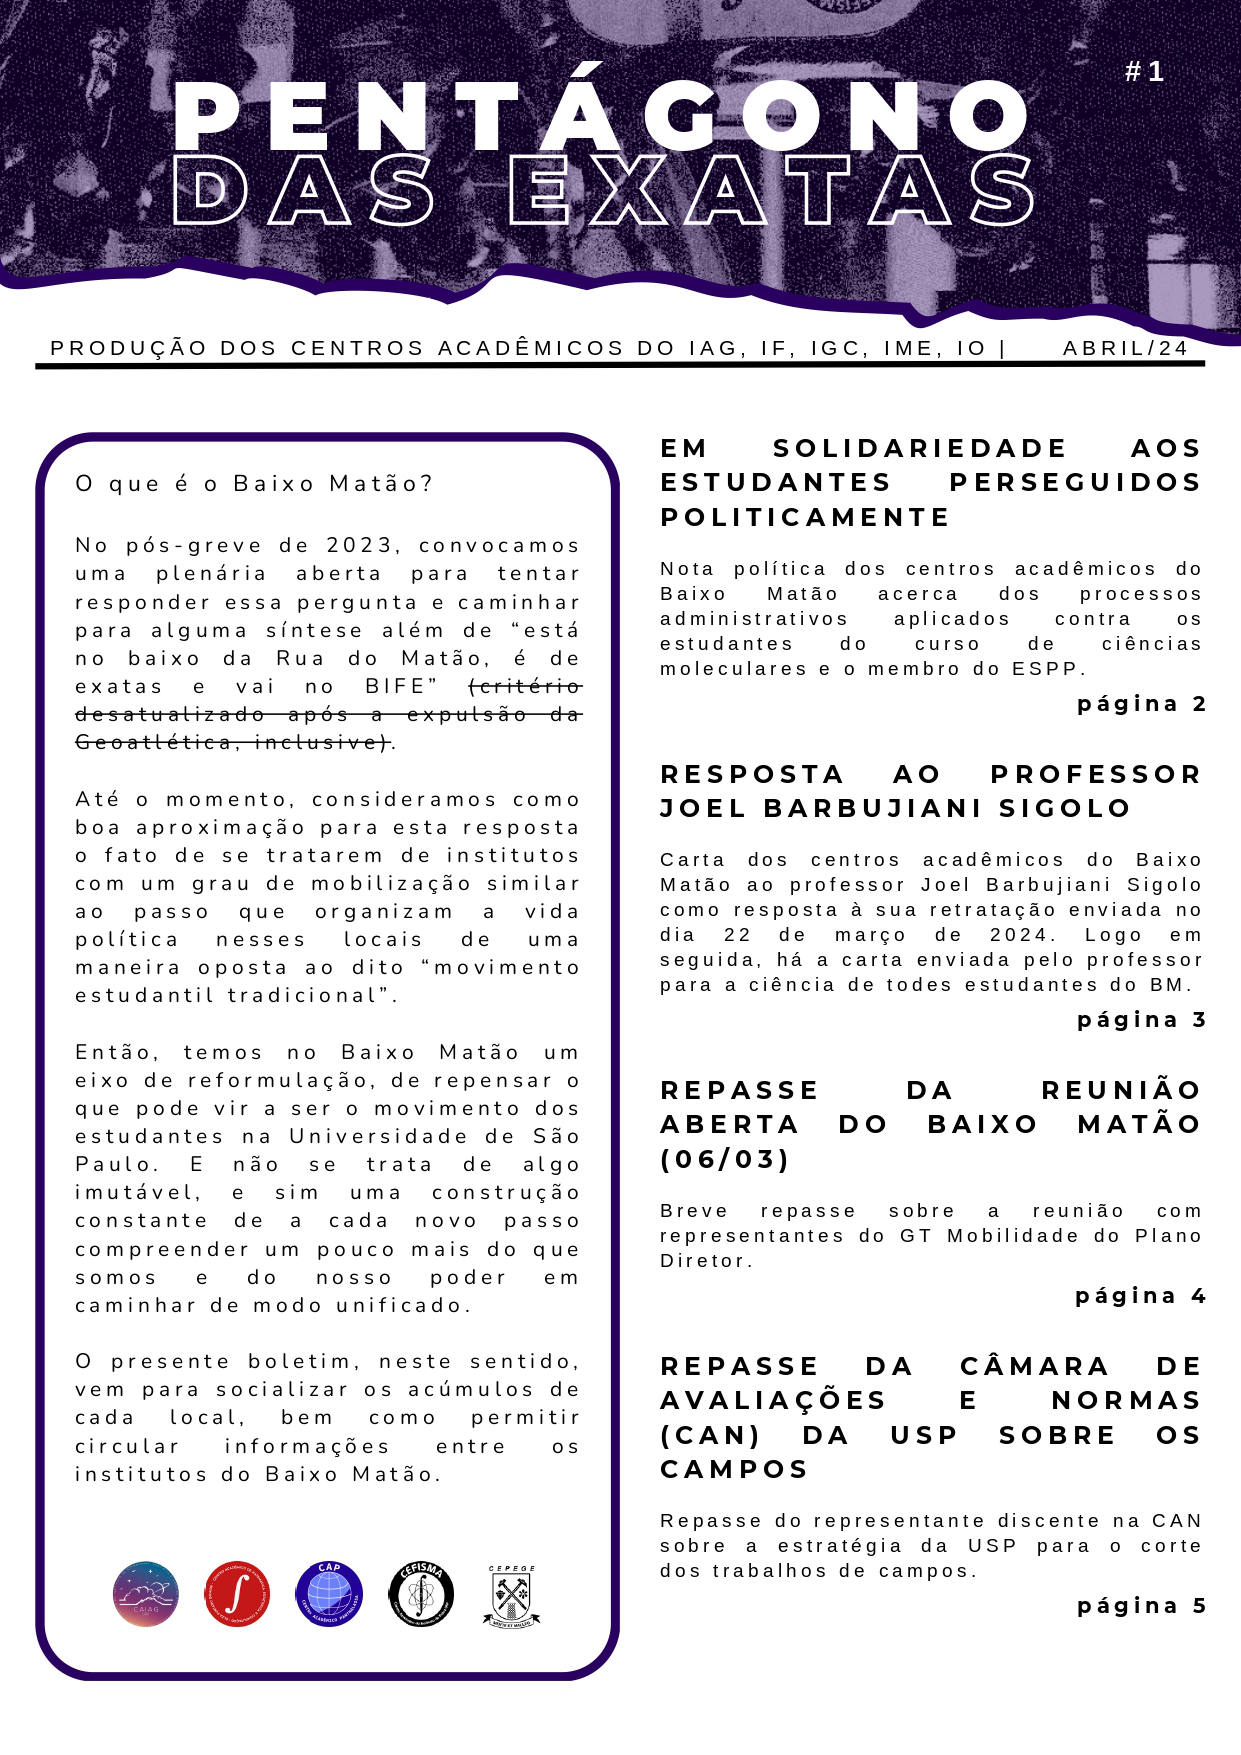 #1
PENTÁGONO
DAS EXATAS
PRODUÇÃO DOS CENTROS ACADÊMICOS DO IAG, IF, IGC, IME, IO | ABRIL/24
O que é o Baixo Matão?
No pós-greve de 2023, convocamos
uma plenária aberta para tentar
responder essa pergunta e caminhar
para alguma síntese além de “está
no baixo da Rua do Matão, é de
exatas e vai no BIFE” (critério
desatualizado após a expulsão da
Geoatlética, inclusive).
Até o momento, consideramos como
boa aproximação para esta resposta
o fato de se tratarem de institutos
com um grau de mobilização similar
ao passo que organizam a vida
política nesses locais de uma
maneira oposta ao dito “movimento
estudantil tradicional”.
Então, temos no Baixo Matão um
eixo de reformulação, de repensar o
que pode vir a ser o movimento dos
estudantes na Universidade de São
Paulo. E não se trata de algo
imutável, e sim uma construção
constante de a cada novo passo
compreender um pouco mais do que
somos e do nosso poder em
caminhar de modo unificado.
O presente boletim, neste sentido,
vem para socializar os acúmulos de
cada local, bem como permitir
circular informações entre os
institutos do Baixo Matão.
CAIAG
CAP
CEFISMA
CEPEGE
EM SOLIDARIEDADE AOS
ESTUDANTES PERSEGUIDOS
POLITICAMENTE
Nota política dos centros acadêmicos do
Baixo Matão acerca dos processos
administrativos aplicados contra os
estudantes do curso de ciências
moleculares e o membro do ESPP.
página 2
RESPOSTA AO PROFESSOR
JOEL BARBUJIANI SIGOLO
Carta dos centros acadêmicos do Baixo
Matão ao professor Joel Barbujiani Sigolo
como resposta à sua retratação enviada no
dia 22 de março de 2024. Logo em
seguida, há a carta enviada pelo professor
para a ciência de todes estudantes do BM.
página 3
REPASSE DA REUNIÃO
ABERTA DO BAIXO MATÃO
(06/03)
Breve repasse sobre a reunião com
representantes do GT Mobilidade do Plano
Diretor.
página 4
REPASSE DA CÂMARA DE
AVALIAÇÕES E NORMAS
(CAN) DA USP SOBRE OS
CAMPOS
Repasse do representante discente na CAN
sobre a estratégia da USP para o corte
dos trabalhos de campos.
página 5